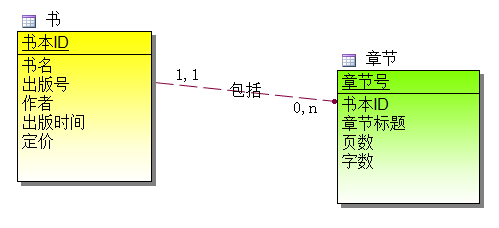 书
书本ID
书名
出版号
作者
出版时间
定价
1,1
包括
0,n
章节
章节号
书本ID
章节标题
页数
字数